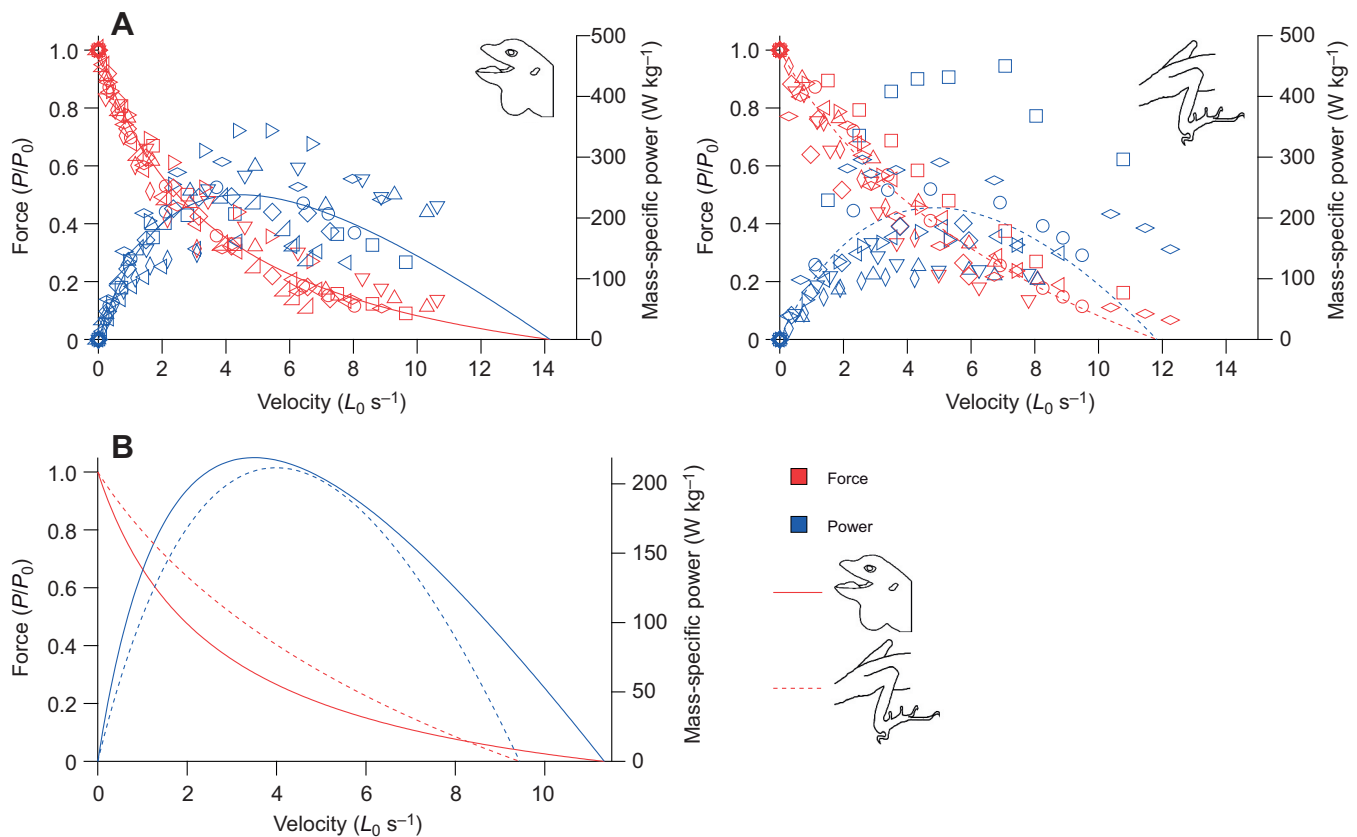 A
Force (P/P₀)
1.0
0.8
0.6
0.4
0.2
0
0 2 4 6 8 10 12 14
Velocity (L₀ s⁻¹)
500
400
300
200
100
0
Mass-specific power (W kg⁻¹)
Force (P/P₀)
1.0
0.8
0.6
0.4
0.2
0
0 2 4 6 8 10 12 14
Velocity (L₀ s⁻¹)
500
400
300
200
100
0
Mass-specific power (W kg⁻¹)
B
Force (P/P₀)
1.0
0.8
0.6
0.4
0.2
0
0 2 4 6 8 10
Velocity (L₀ s⁻¹)
200
150
100
50
0
Mass-specific power (W kg⁻¹)
Force
Power